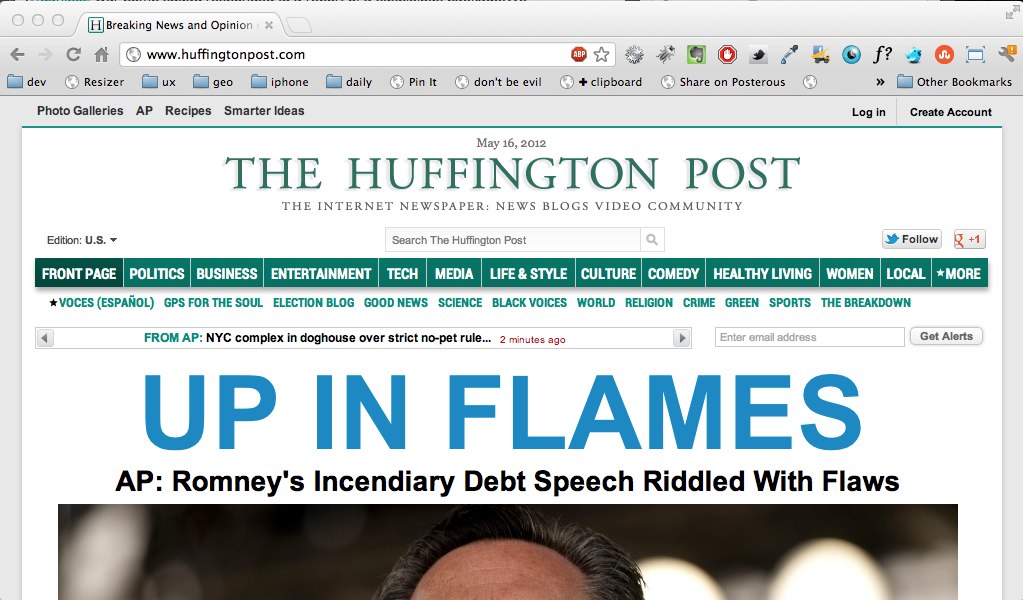 Breaking News and Opinion
www.huffingtonpost.com
ABP
f?
dev Resizer ux geo iphone daily Pin It don't be evil + clipboard Share on Posterous » Other Bookmarks
Photo Galleries AP Recipes Smarter Ideas Log in Create Account
May 16, 2012
THE HUFFINGTON POST
THE INTERNET NEWSPAPER: NEWS BLOGS VIDEO COMMUNITY
Edition: U.S. Search The Huffington Post Follow g +1
FRONT PAGE POLITICS BUSINESS ENTERTAINMENT TECH MEDIA LIFE & STYLE CULTURE COMEDY HEALTHY LIVING WOMEN LOCAL ★MORE
★VOCES (ESPAÑOL) GPS FOR THE SOUL ELECTION BLOG GOOD NEWS SCIENCE BLACK VOICES WORLD RELIGION CRIME GREEN SPORTS THE BREAKDOWN
FROM AP: NYC complex in doghouse over strict no-pet rule... 2 minutes ago Enter email address Get Alerts
UP IN FLAMES
AP: Romney's Incendiary Debt Speech Riddled With Flaws